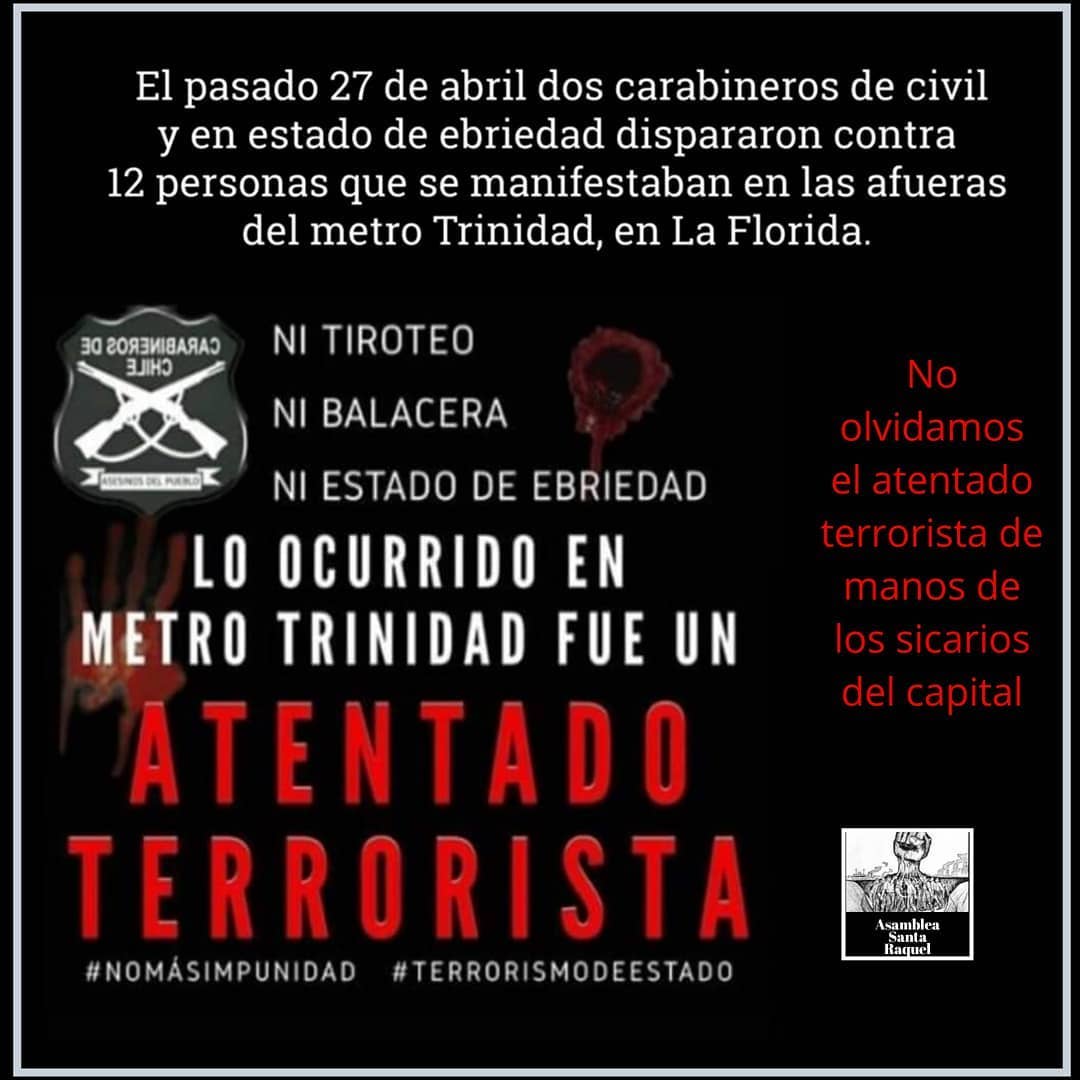 El pasado 27 de abril dos carabineros de civil
y en estado de ebriedad dispararon contra
12 personas que se manifestaban en las afueras
del metro Trinidad, en La Florida.
CARABINEROS DE
CHILE
ASESINOS DEL PUEBLO
NI TIROTEO
NI BALACERA
NI ESTADO DE EBRIEDAD
LO OCURRIDO EN
METRO TRINIDAD FUE UN
ATENTADO
TERRORISTA
#NOMÁSIMPUNIDAD #TERRORISMODEESTADO
No
olvidamos
el atentado
terrorista de
manos de
los sicarios
del capital
Asamblea
Santa
Raquel